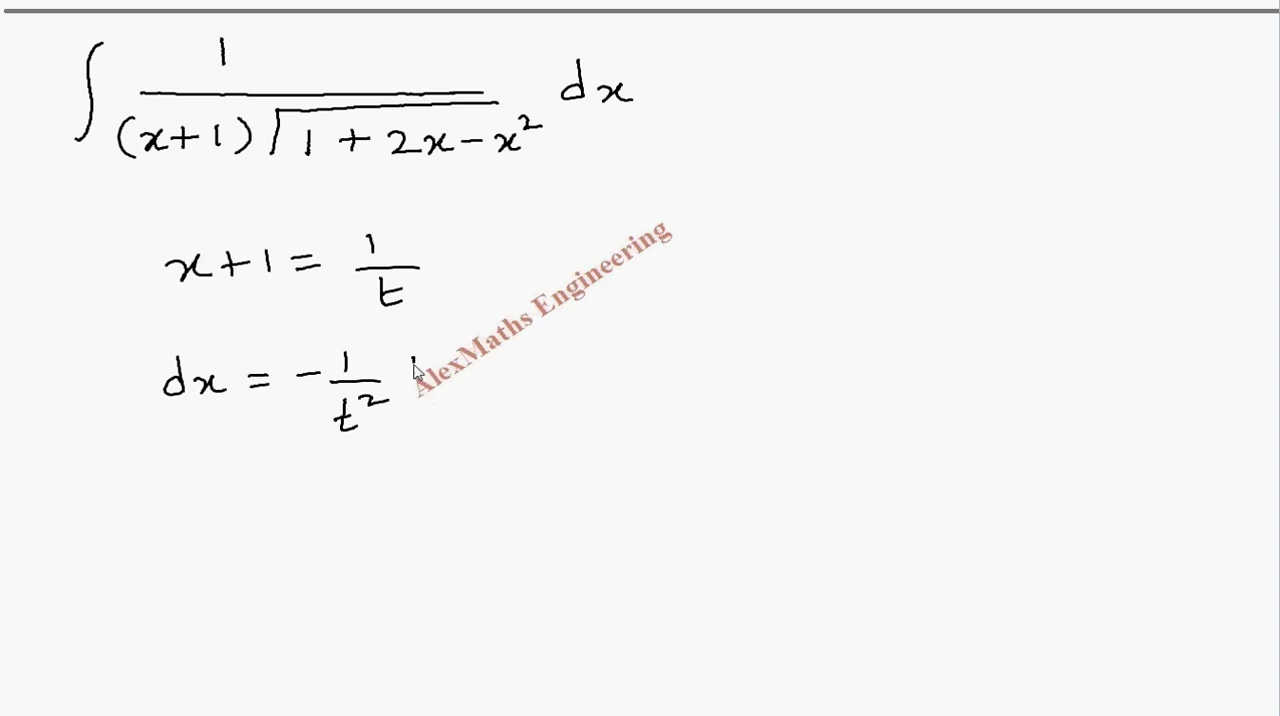 ∫ 1 / ((x+1)√(1 + 2x − x²)) dx
x + 1 = 1/t
dx = − 1/t²
AlexMaths Engineering